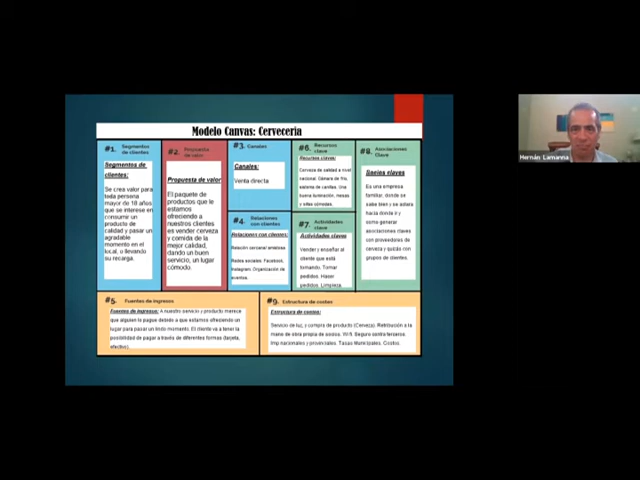 Modelo Canvas: Cerveceria
#1. Segmentos de clientes
Segmentos de
clientes:
Se crea valor para
toda persona
mayor de 18 años
que se interese en
consumir un
producto de
calidad y pasar un
agradable
momento en el
local, o llevando
su recarga.
#2.
Propuesta de valor:
El paquete de
productos que le
estamos
ofreciendo a
nuestros clientes
es vender cerveza
y comida de la
mejor calidad,
dando un buen
servicio, un lugar
cómodo.
#3. Canales
Canales:
Venta directa
#4. Relaciones con clientes
Relaciones con clientes:
Relación cercana/ amistosa.
Redes sociales: Facebook,
Instagram. Organización de
eventos.
#6. Recursos clave
Recursos clave:
Cerveza de calidad a nivel
nacional. Cámara de frío,
sistema de canillas. Una
buena iluminación, mesas
y sillas cómodas.
#7. Actividades clave
Actividades claves
Vender y enseñar al
cliente que está
tomando. Tomar
pedidos. Hacer
pedidos. Limpieza.
#8. Asociaciones Clave
Socios claves
Es una empresa
familiar, donde se
sabe bien y se aclara
hacia donde ir y
como generar
asociaciones claves
con proveedores de
cerveza y quizás con
grupos de clientes.
#5. Fuentes de ingresos
Fuentes de ingresos: A nuestro servicio y producto merece
que alguien lo pague debido a que estamos ofreciendo un
lugar para pasar un lindo momento. El cliente va a tener la
posibilidad de pagar a través de diferentes formas (tarjeta,
efectivo).
#9. Estructura de costes
Estructura de costos:
Servicio de luz, y compra de producto (Cerveza). Retribución a la
mano de obra propia de socios. Wifi. Seguro contra terceros.
Imp nacionales y provinciales. Tasas Municipales.
Hernán Lamanna